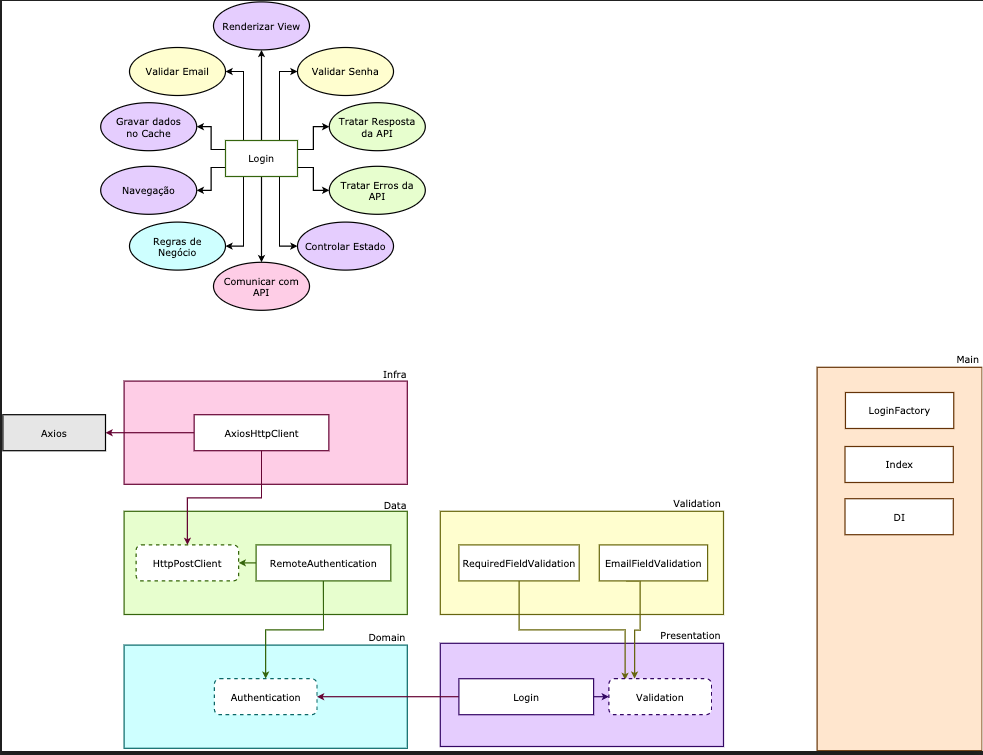 Renderizar View
Validar Email
Validar Senha
Gravar dados
no Cache
Tratar Resposta
da API
Login
Navegação
Tratar Erros da
API
Regras de
Negócio
Controlar Estado
Comunicar com
API
Main
Infra
LoginFactory
Axios
AxiosHttpClient
Index
Data
Validation
DI
HttpPostClient
RemoteAuthentication
RequiredFieldValidation
EmailFieldValidation
Domain
Presentation
Authentication
Login
Validation